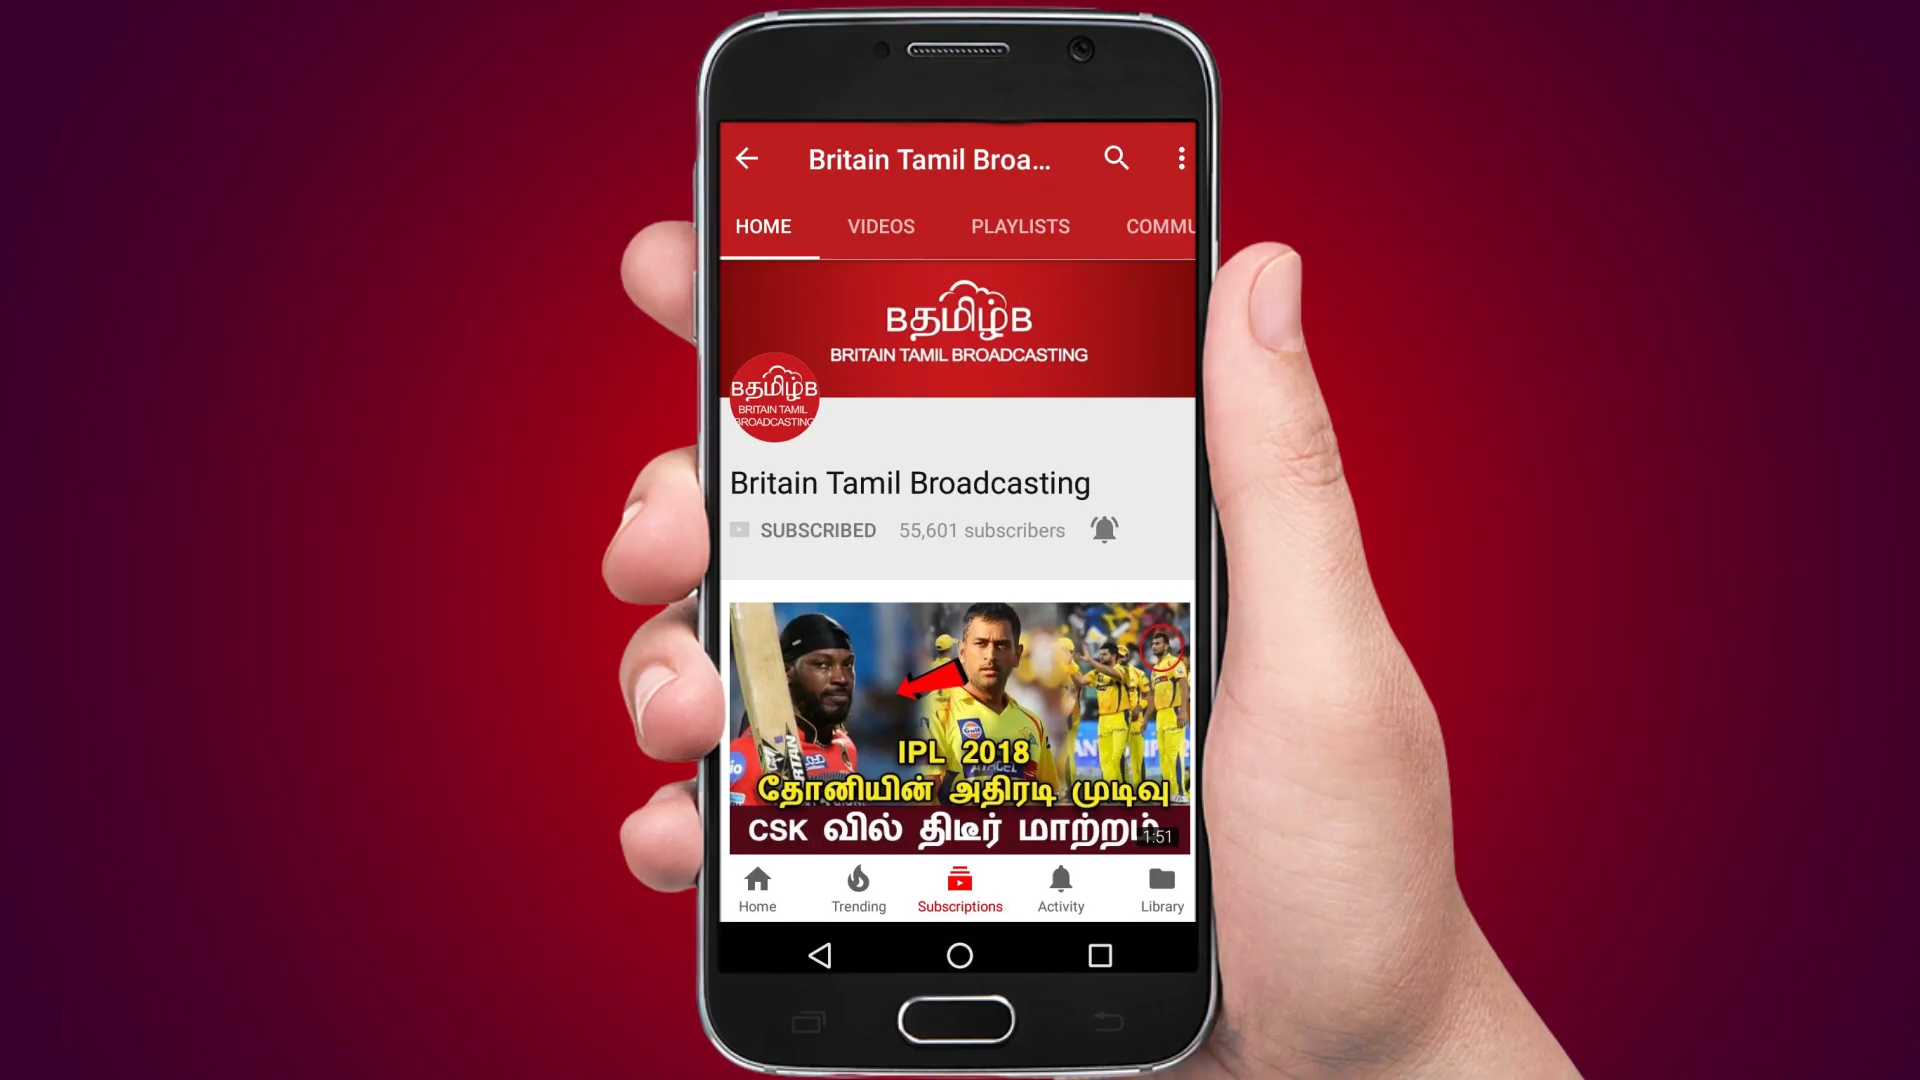 Britain Tamil Broa...
HOME VIDEOS PLAYLISTS COMMU
Bதமிழ்B
BRITAIN TAMIL BROADCASTING
Bதமிழ்B
BRITAIN TAMIL
BROADCASTING
Britain Tamil Broadcasting
SUBSCRIBED 55,601 subscribers
Gulf
IPL 2018
தோனியின் அதிரடி முடிவு
CSK வில் திடீர் மாற்றம்
1:51
Home Trending Subscriptions Activity Library